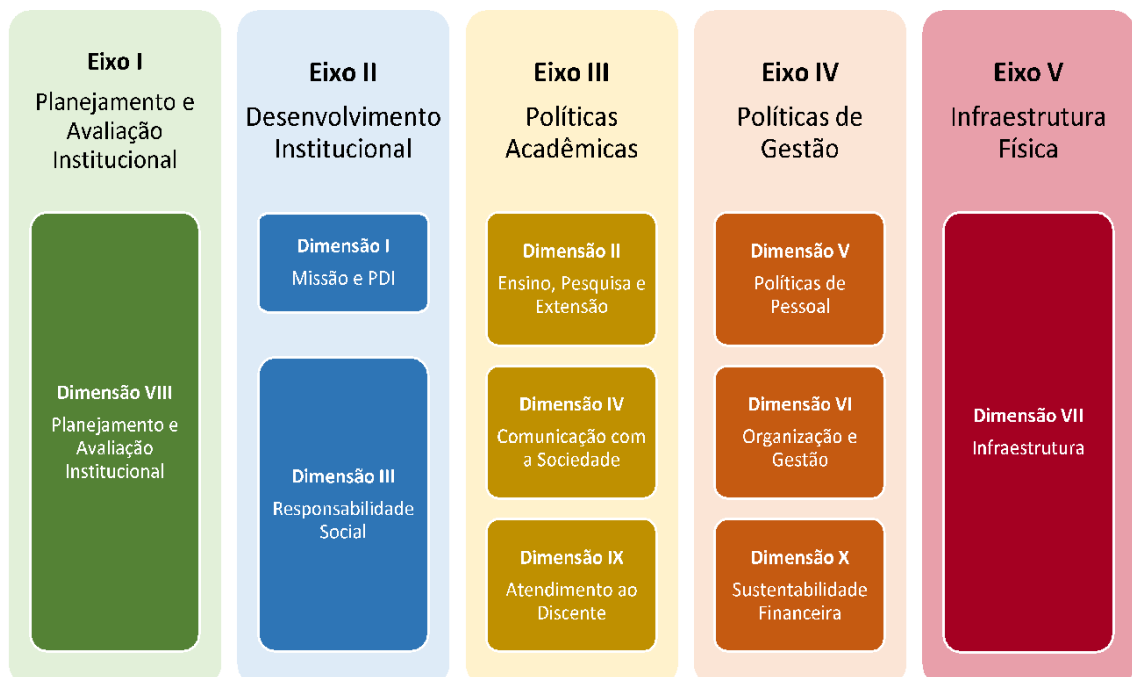 Eixo I
Planejamento e
Avaliação
Institucional
Dimensão VIII
Planejamento e
Avaliação
Institucional
Eixo II
Desenvolvimento
Institucional
Dimensão I
Missão e PDI
Dimensão III
Responsabilidade
Social
Eixo III
Políticas
Acadêmicas
Dimensão II
Ensino, Pesquisa e
Extensão
Dimensão IV
Comunicação com
a Sociedade
Dimensão IX
Atendimento ao
Discente
Eixo IV
Políticas de
Gestão
Dimensão V
Políticas de
Pessoal
Dimensão VI
Organização e
Gestão
Dimensão X
Sustentabilidade
Financeira
Eixo V
Infraestrutura
Física
Dimensão VII
Infraestrutura